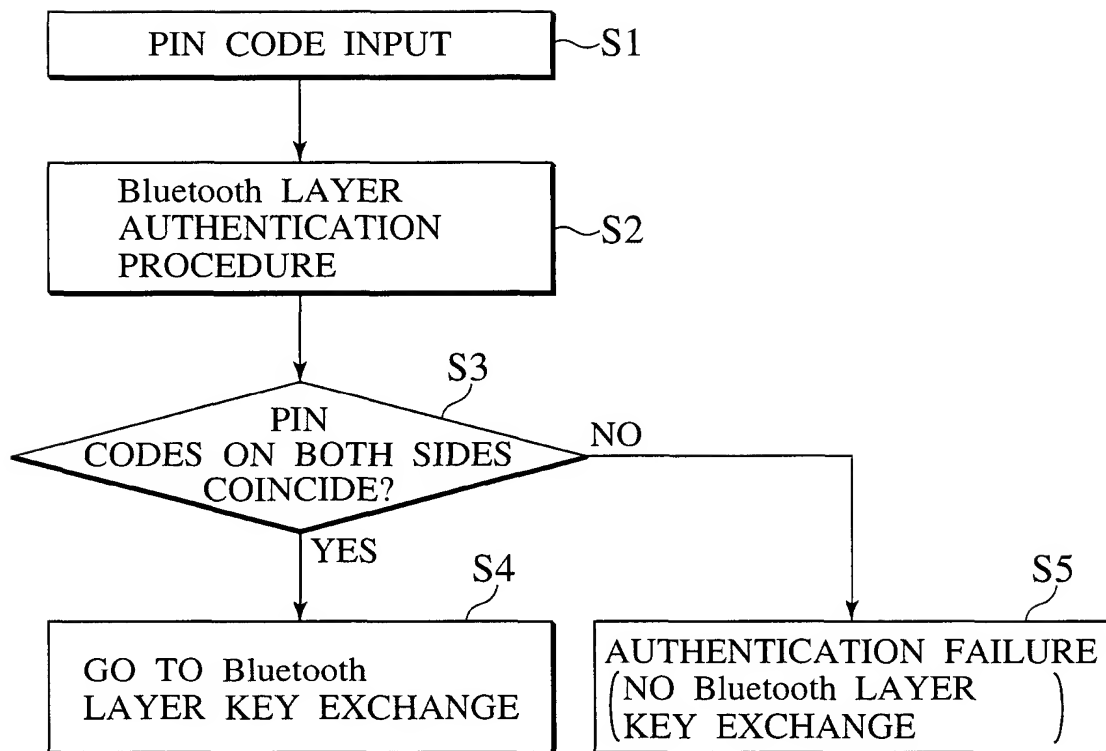 PIN CODE INPUT
S1
Bluetooth LAYER
AUTHENTICATION
PROCEDURE
S2
S3
PIN
CODES ON BOTH SIDES
COINCIDE?
NO
YES
S4
GO TO Bluetooth
LAYER KEY EXCHANGE
S5
AUTHENTICATION FAILURE
(NO Bluetooth LAYER
KEY EXCHANGE)